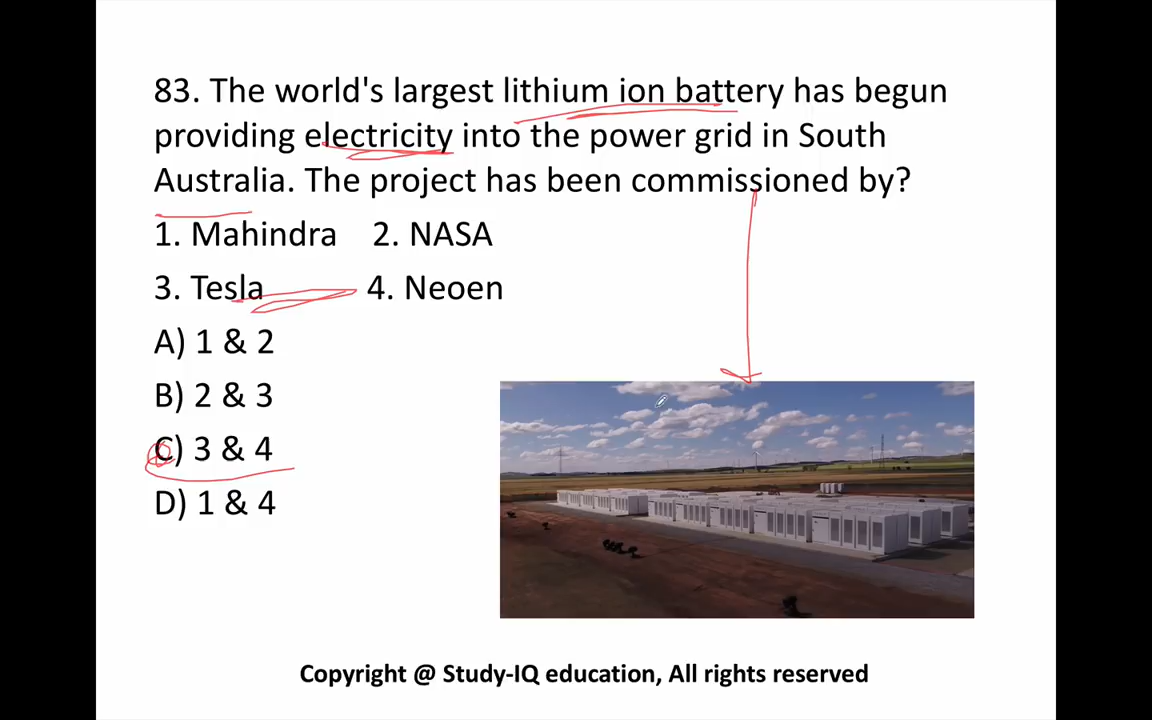 83. The world's largest lithium ion battery has begun
providing electricity into the power grid in South
Australia. The project has been commissioned by?
1. Mahindra 2. NASA
3. Tesla 4. Neoen
A) 1 & 2
B) 2 & 3
C) 3 & 4
D) 1 & 4
Copyright @ Study-IQ education, All rights reserved